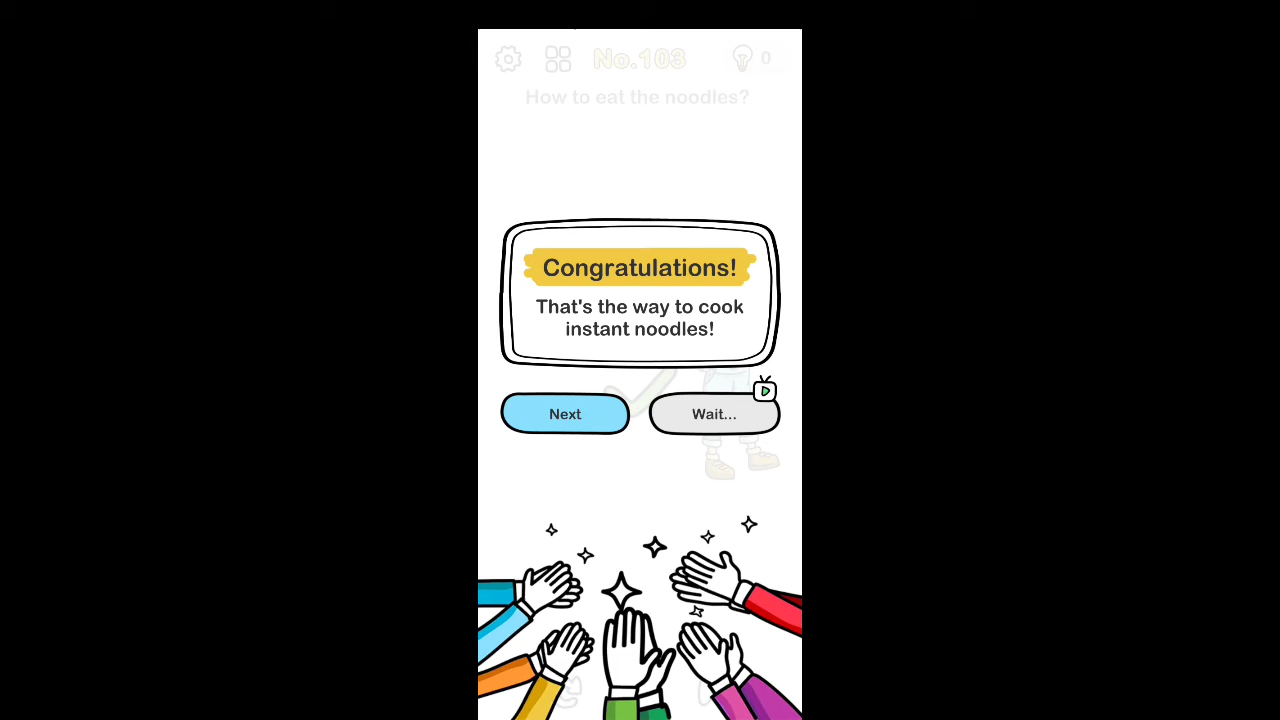 No.103
0
How to eat the noodles?
Congratulations!
That's the way to cook
instant noodles!
Next
Wait...